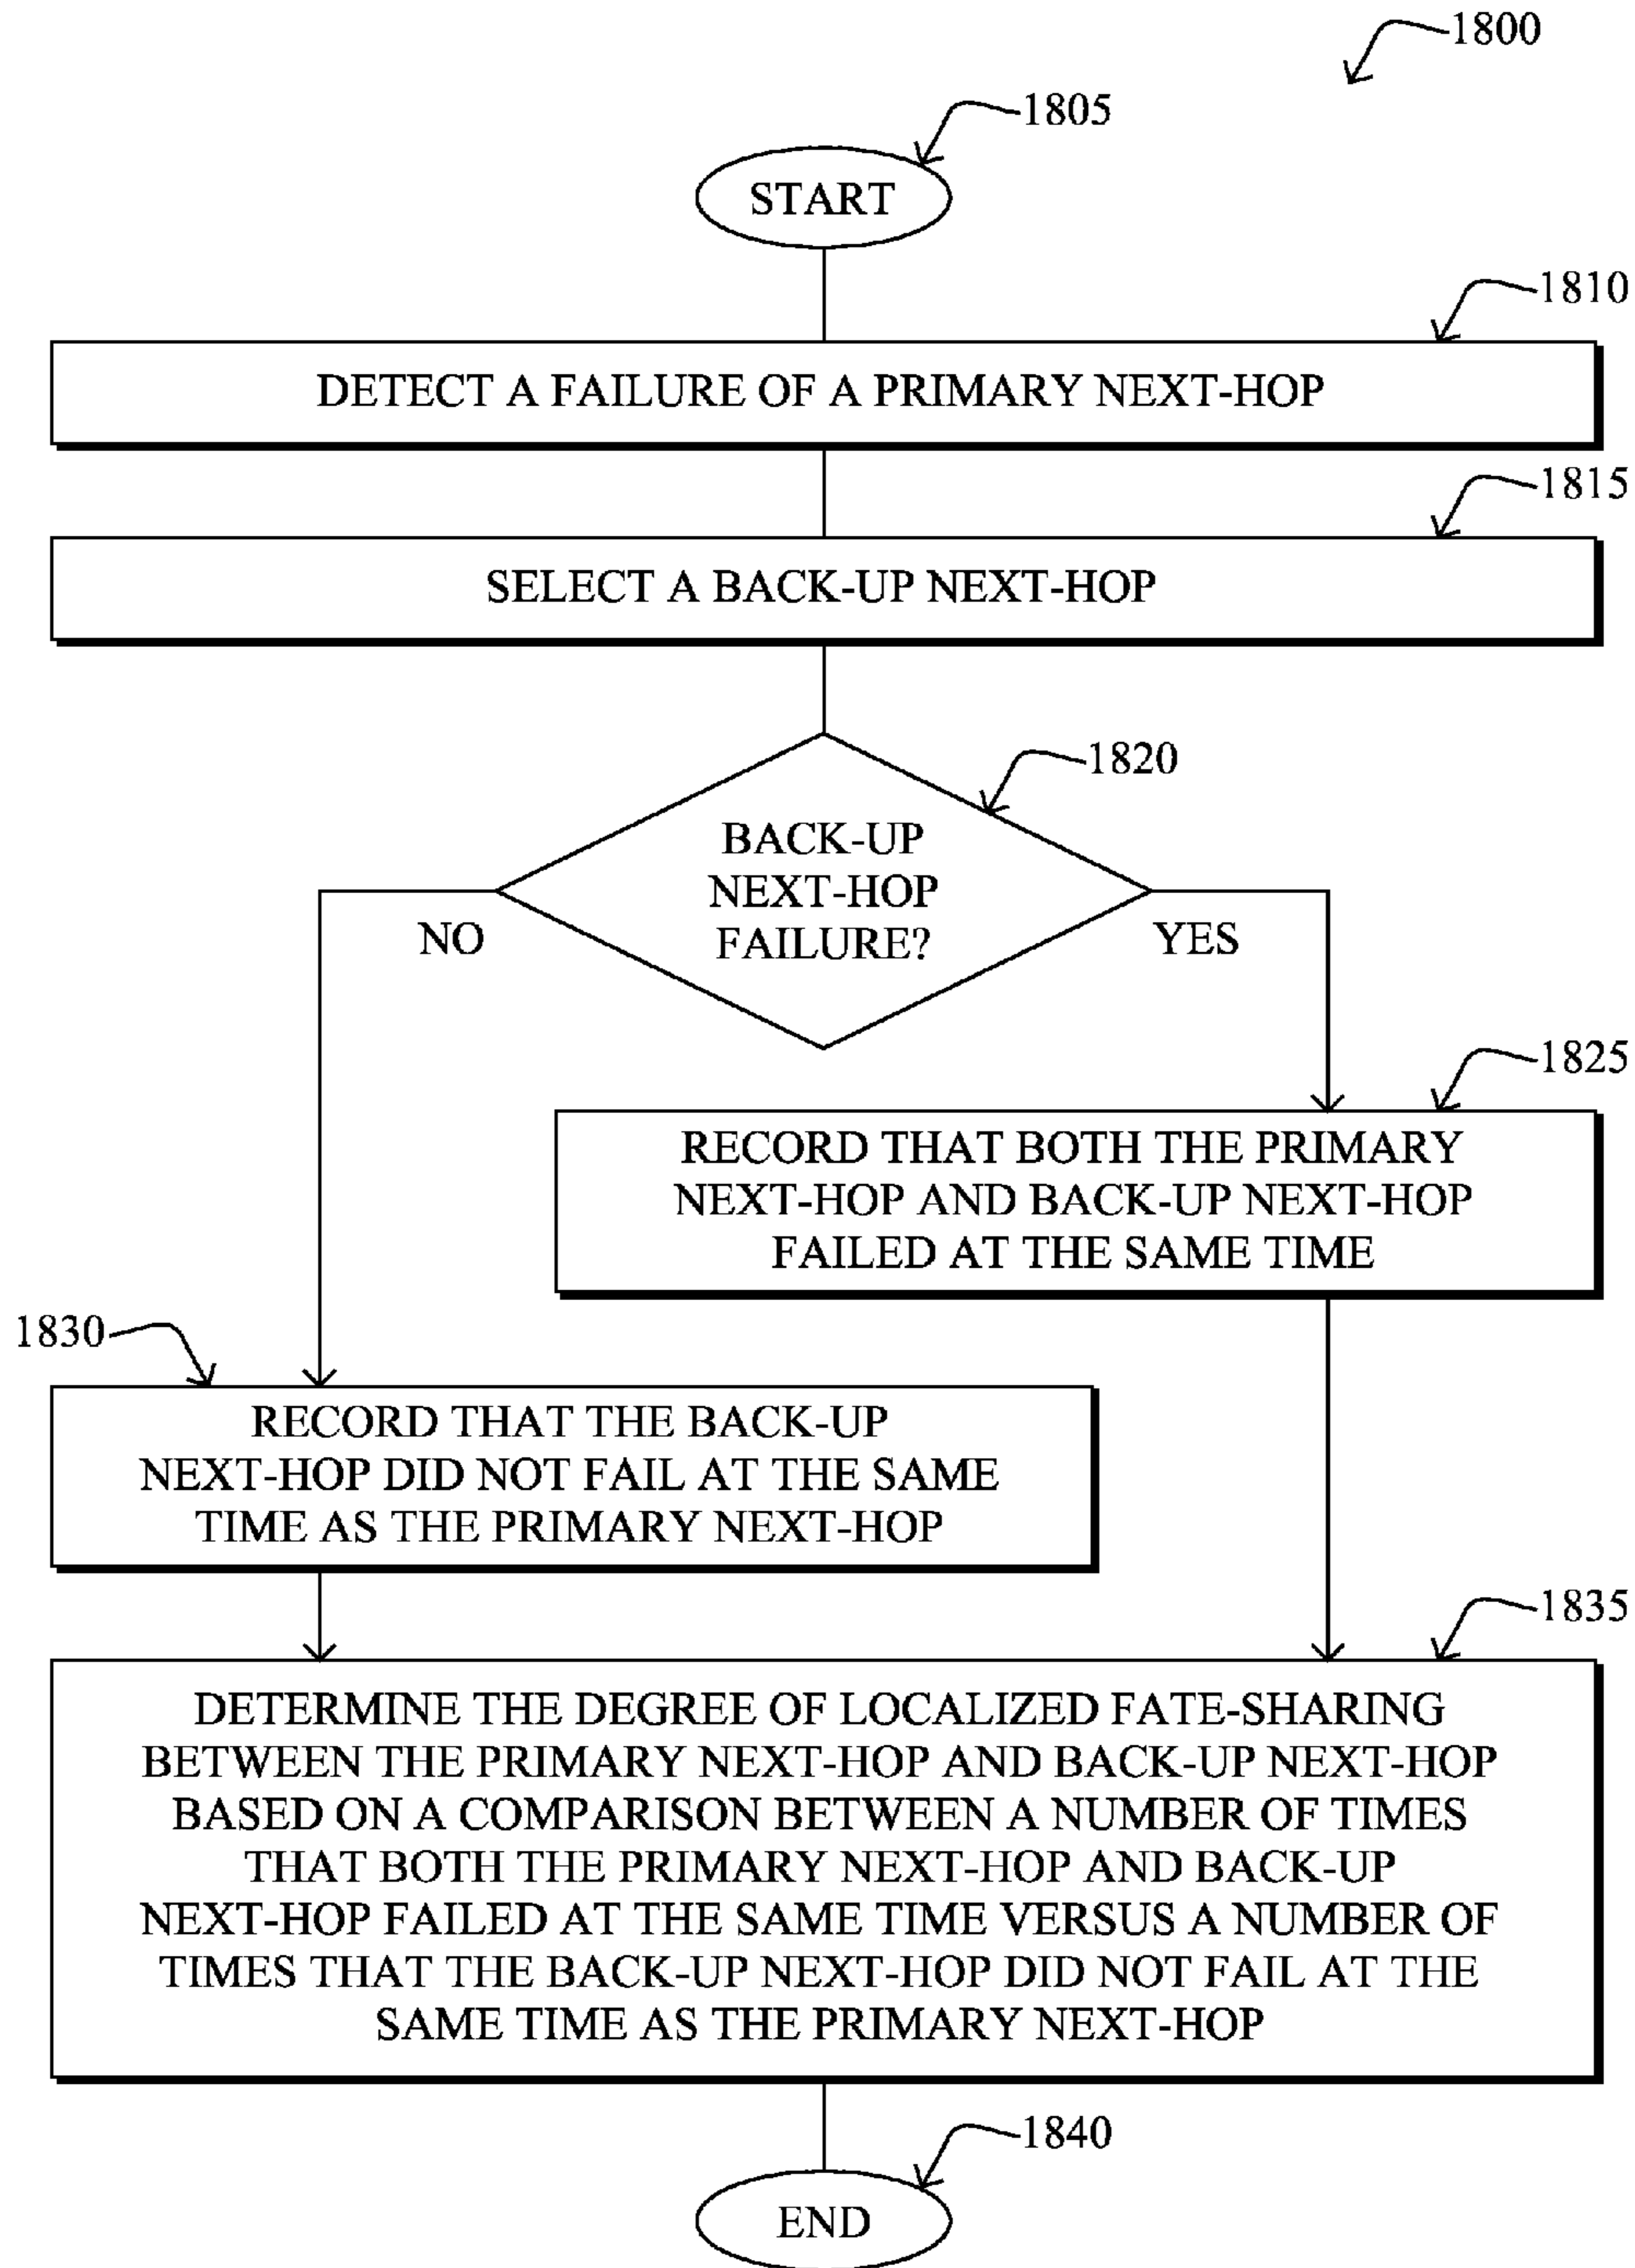 1800
1805
START
1810
DETECT A FAILURE OF A PRIMARY NEXT-HOP
1815
SELECT A BACK-UP NEXT-HOP
1820
BACK-UP
NEXT-HOP
FAILURE?
NO
YES
1825
RECORD THAT BOTH THE PRIMARY
NEXT-HOP AND BACK-UP NEXT-HOP
FAILED AT THE SAME TIME
1830
RECORD THAT THE BACK-UP
NEXT-HOP DID NOT FAIL AT THE SAME
TIME AS THE PRIMARY NEXT-HOP
1835
DETERMINE THE DEGREE OF LOCALIZED FATE-SHARING
BETWEEN THE PRIMARY NEXT-HOP AND BACK-UP NEXT-HOP
BASED ON A COMPARISON BETWEEN A NUMBER OF TIMES
THAT BOTH THE PRIMARY NEXT-HOP AND BACK-UP
NEXT-HOP FAILED AT THE SAME TIME VERSUS A NUMBER OF
TIMES THAT THE BACK-UP NEXT-HOP DID NOT FAIL AT THE
SAME TIME AS THE PRIMARY NEXT-HOP
1840
END